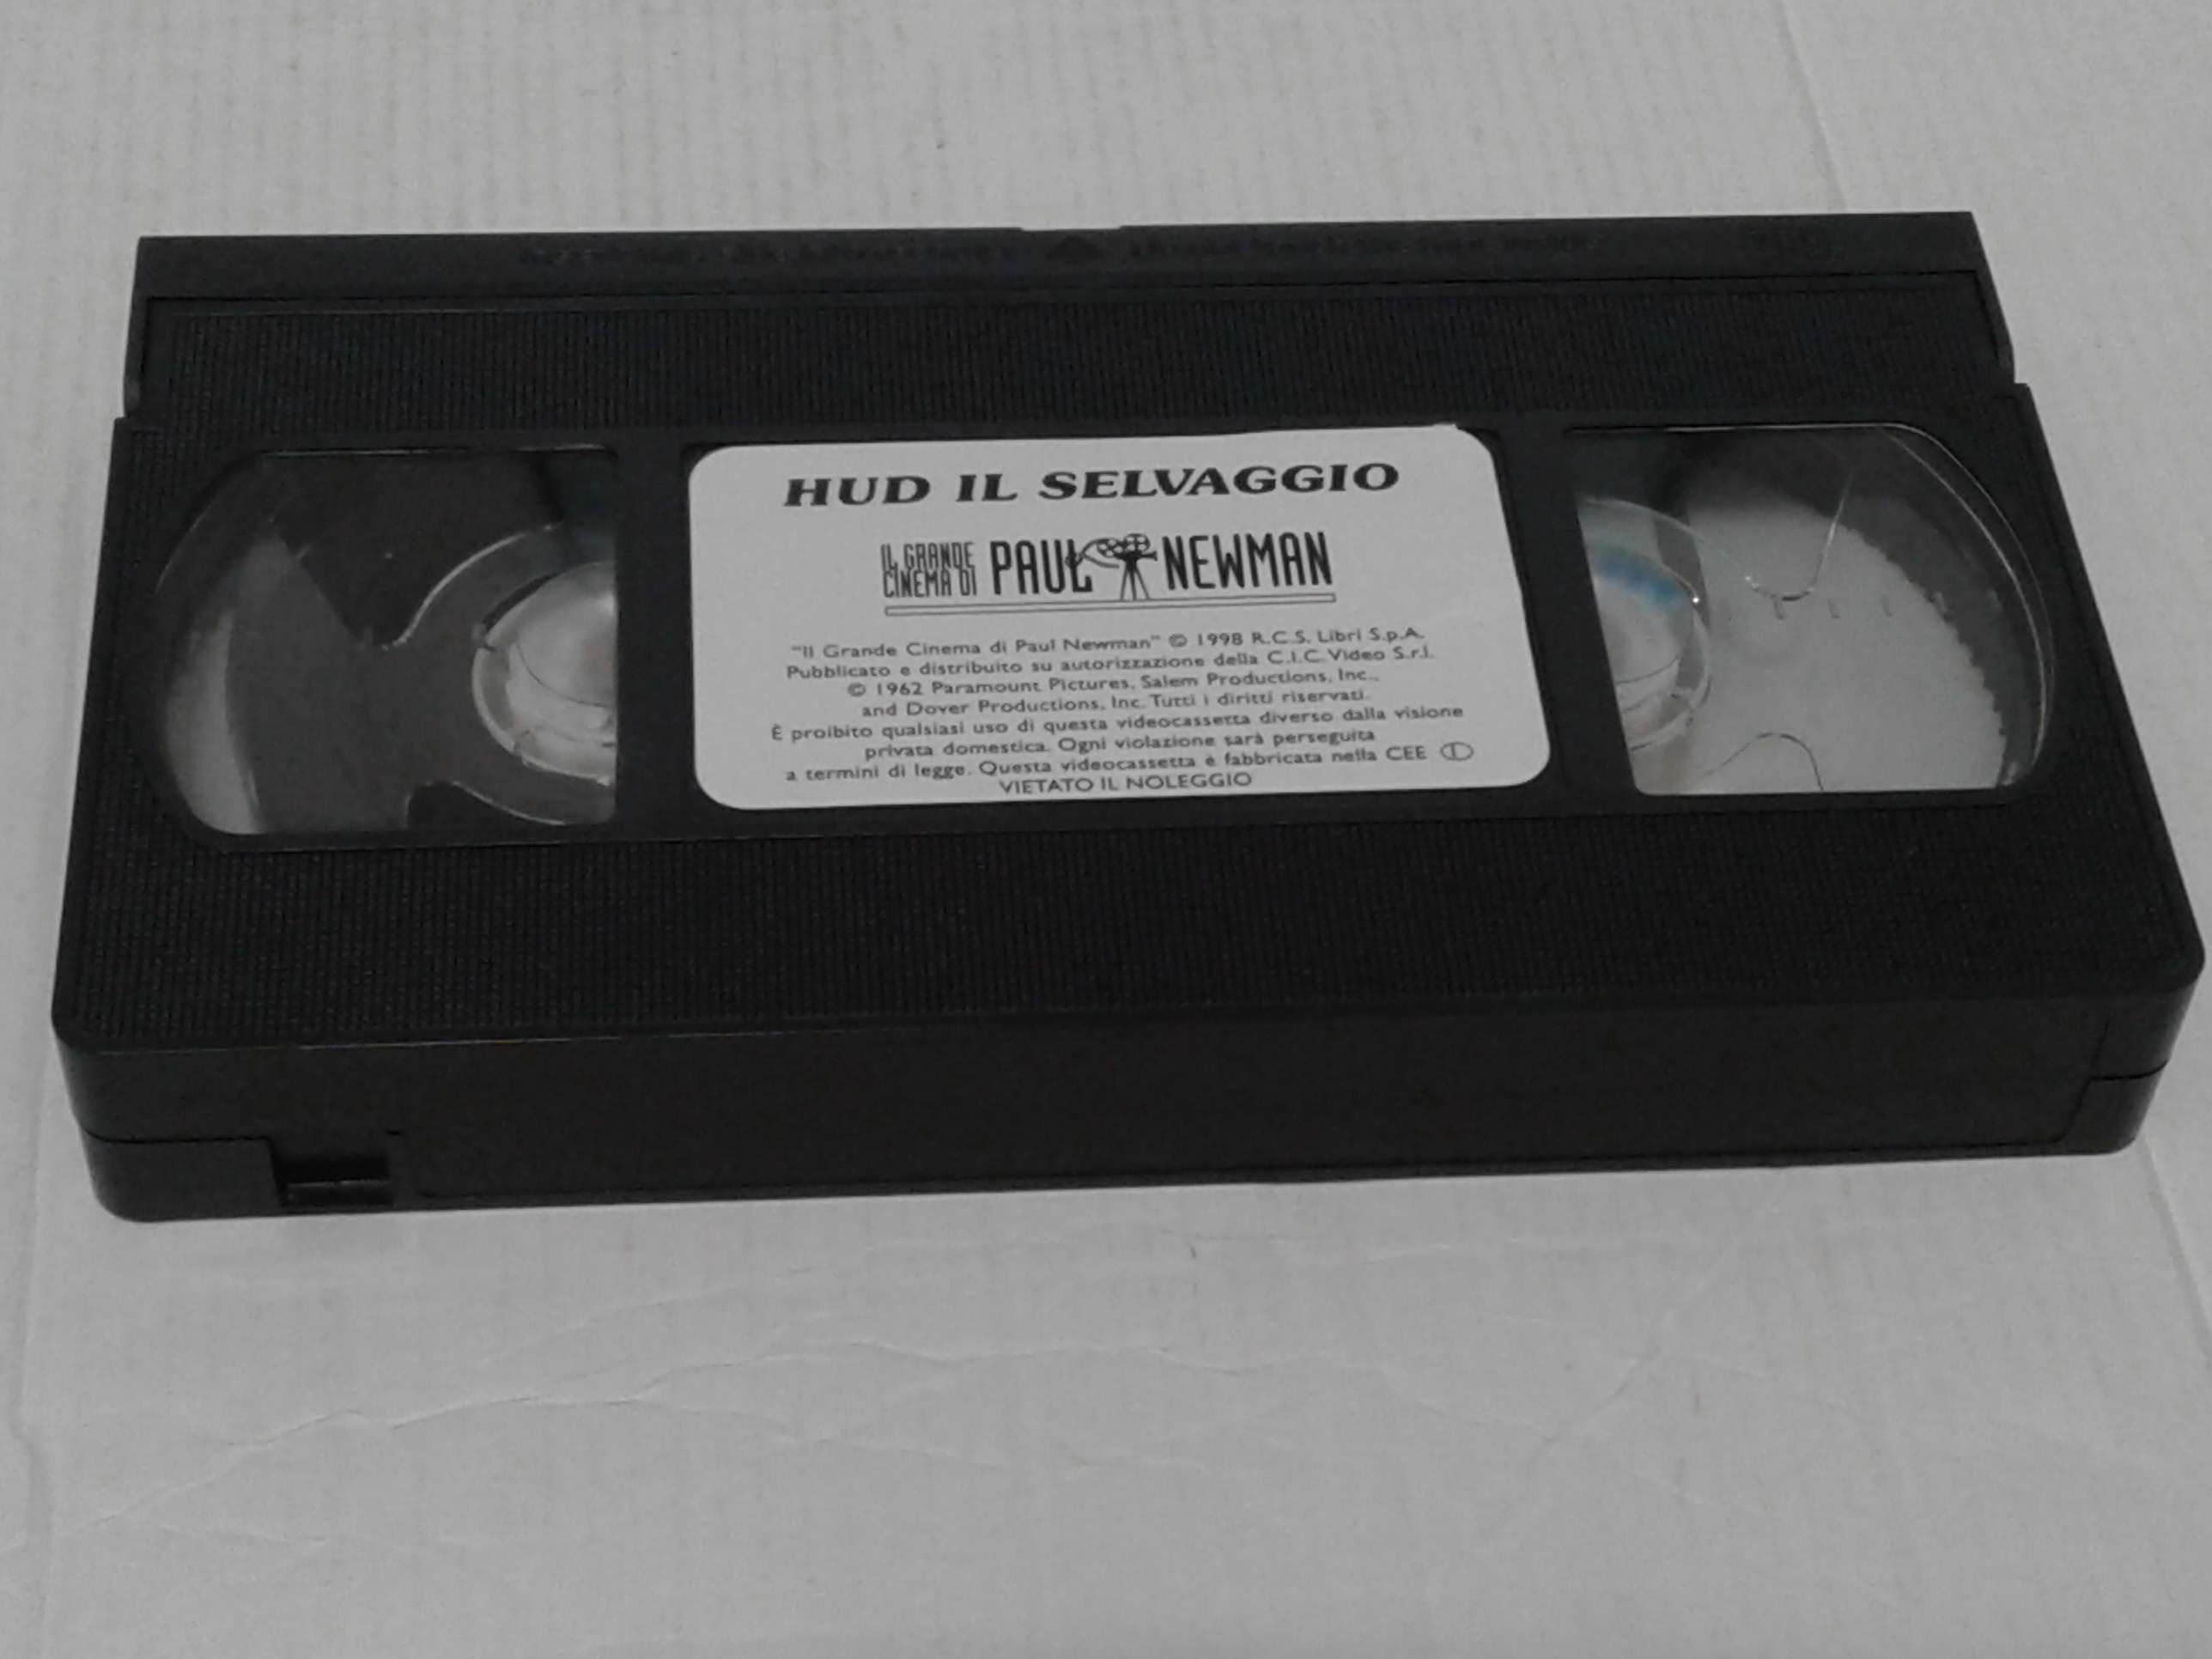 HUD IL SELVAGGIO
IL GRANDE CINEMA DI PAUL NEWMAN
"Il Grande Cinema di Paul Newman" © 1998 R.C.S. Libri S.p.A.
Pubblicato e distribuito su autorizzazione della C.I.C. Video S.r.l.
© 1962 Paramount Pictures, Salem Productions, Inc.,
and Dover Productions, Inc. Tutti i diritti riservati.
È proibito qualsiasi uso di questa videocassetta diverso dalla visione
privata domestica. Ogni violazione sarà perseguita
a termini di legge. Questa videocassetta è fabbricata nella CEE Ⓘ
VIETATO IL NOLEGGIO